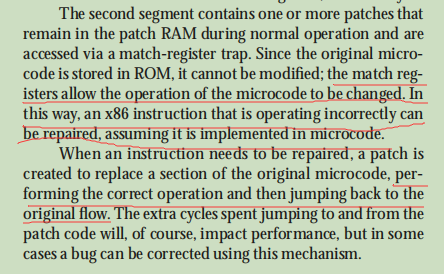 The second segment contains one or more patches that
remain in the patch RAM during normal operation and are
accessed via a match-register trap. Since the original micro-
code is stored in ROM, it cannot be modified; the match reg-
isters allow the operation of the microcode to be changed. In
this way, an x86 instruction that is operating incorrectly can
be repaired, assuming it is implemented in microcode.
When an instruction needs to be repaired, a patch is
created to replace a section of the original microcode, per-
forming the correct operation and then jumping back to the
original flow. The extra cycles spent jumping to and from the
patch code will, of course, impact performance, but in some
cases a bug can be corrected using this mechanism.